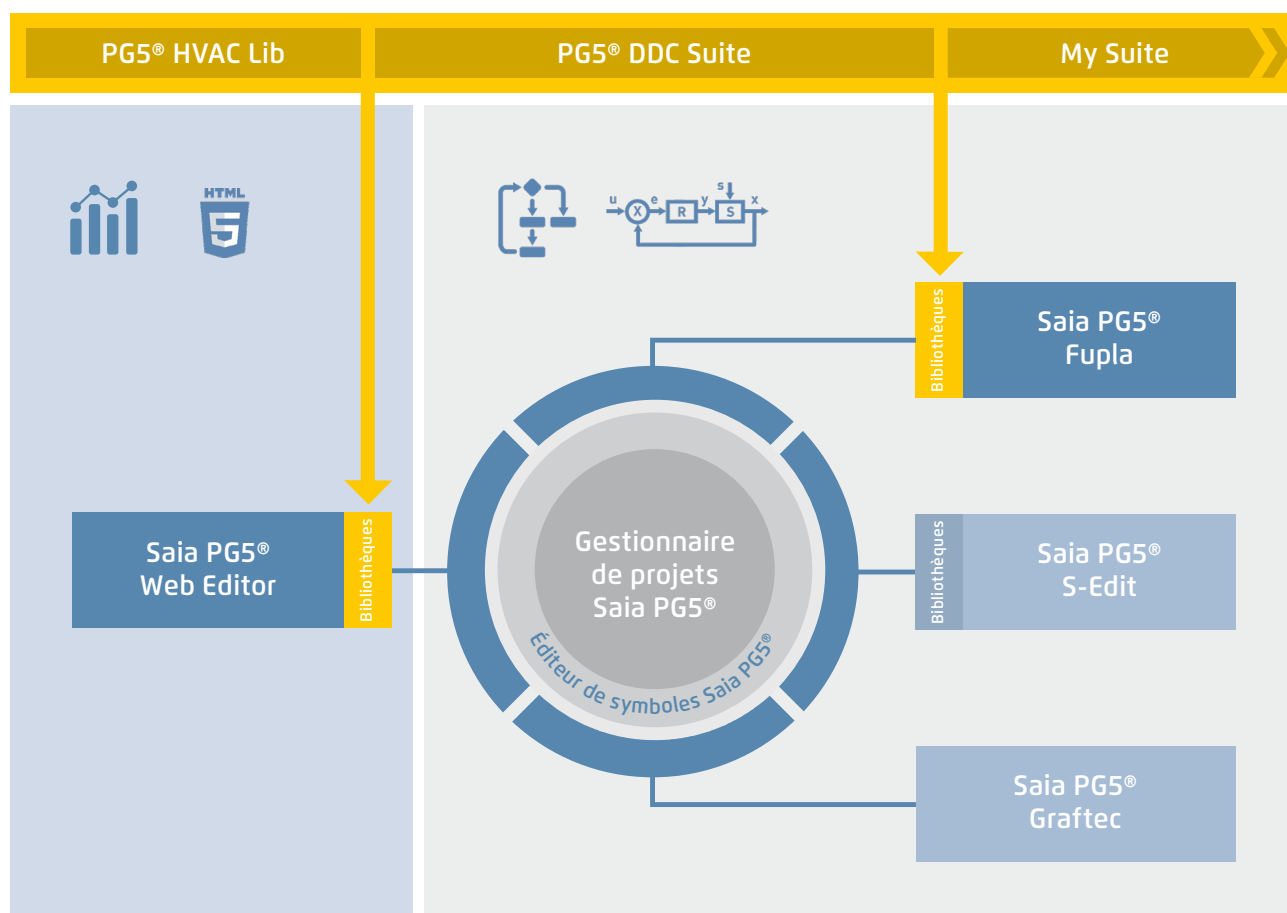 PG5® HVAC Lib
PG5® DDC Suite
My Suite
HTML
5
u
e
y
s
x
X
R
S
Bibliothèques
Saia PG5®
Fupla
Saia PG5®
Web Editor
Bibliothèques
Gestionnaire
de projets
Saia PG5®
Éditeur de symboles Saia PG5®
Bibliothèques
Saia PG5®
S-Edit
Saia PG5®
Graftec